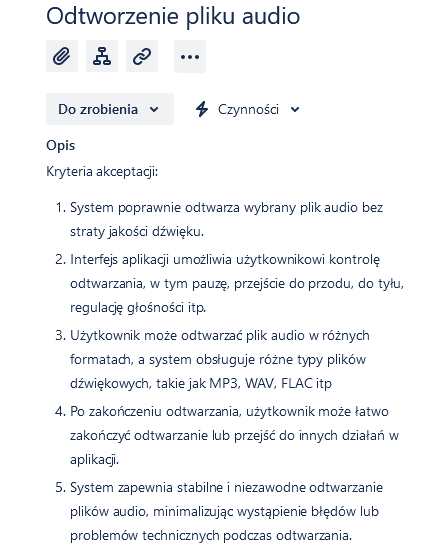 Odtworzenie pliku audio
Do zrobienia
Czynności
Opis
Kryteria akceptacji:
1. System poprawnie odtwarza wybrany plik audio bez
straty jakości dźwięku.
2. Interfejs aplikacji umożliwia użytkownikowi kontrolę
odtwarzania, w tym pauzę, przejście do przodu, do tyłu,
regulację głośności itp.
3. Użytkownik może odtwarzać plik audio w różnych
formatach, a system obsługuje różne typy plików
dźwiękowych, takie jak MP3, WAV, FLAC itp
4. Po zakończeniu odtwarzania, użytkownik może łatwo
zakończyć odtwarzanie lub przejść do innych działań w
aplikacji.
5. System zapewnia stabilne i niezawodne odtwarzanie
plików audio, minimalizując wystąpienie błędów lub
problemów technicznych podczas odtwarzania.